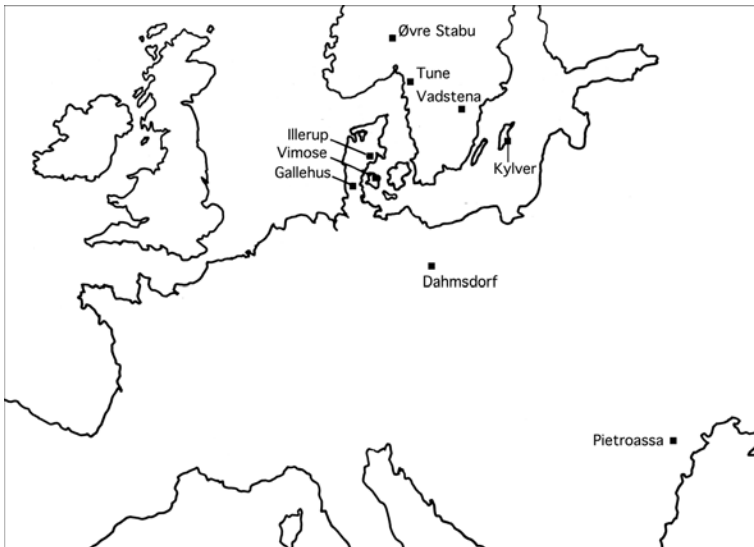 Øvre Stabu
Tune
Vadstena
Illerup
Vimose
Gallehus
Kylver
Dahmsdorf
Pietroassa